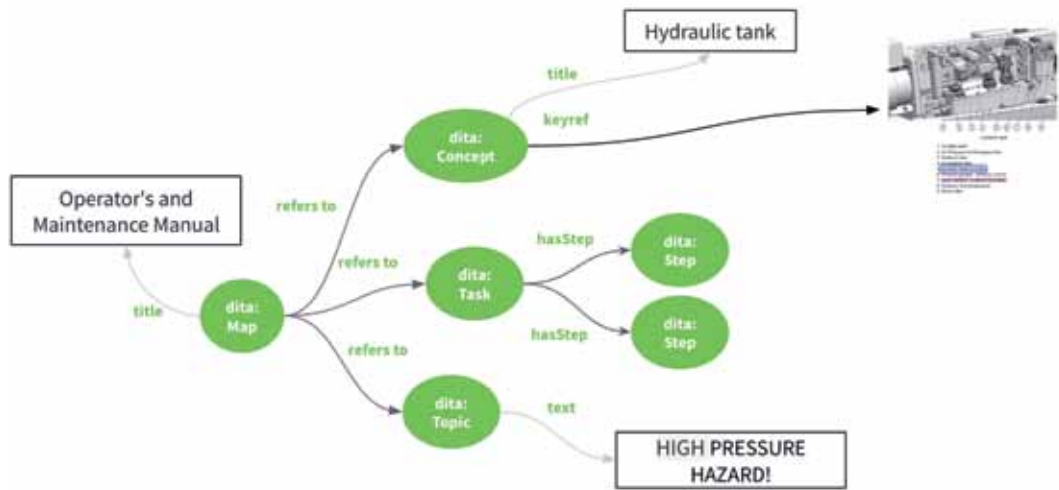 Hydraulic tank
title
dita:
Concept
keyref
Operator's and
Maintenance Manual
refers to
hasStep
dita:
Step
refers to
dita:
Task
title
dita:
Map
hasStep
dita:
Step
refers to
dita:
Topic
text
HIGH PRESSURE
HAZARD!